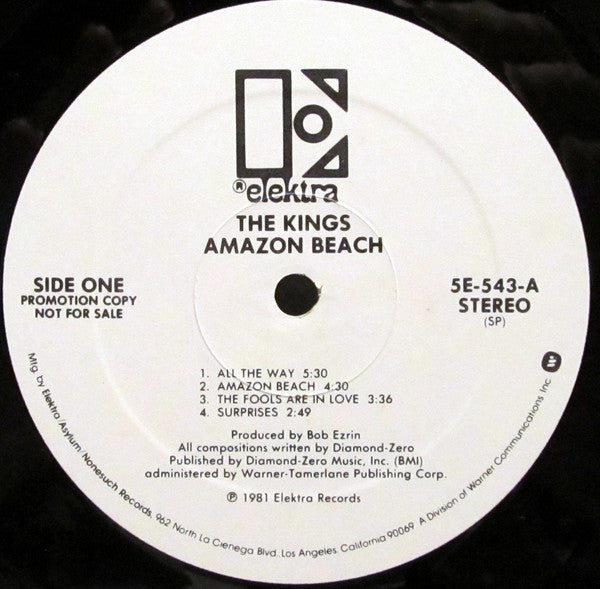 ® elektra
THE KINGS
AMAZON BEACH
SIDE ONE
PROMOTION COPY
NOT FOR SALE
5E-543-A
STEREO
(SP)
1. ALL THE WAY 5:30
2. AMAZON BEACH 4:30
3. THE FOOLS ARE IN LOVE 3:36
4. SURPRISES 2:49
Produced by Bob Ezrin
All compositions written by Diamond-Zero
Published by Diamond-Zero Music, Inc. (BMI)
administered by Warner-Tamerlane Publishing Corp.
℗ 1981 Elektra Records
Mfg. by Elektra/Asylum/Nonesuch Records, 962 North La Cienega Blvd. Los Angeles, California 90069 A Division of Warner Communications Inc